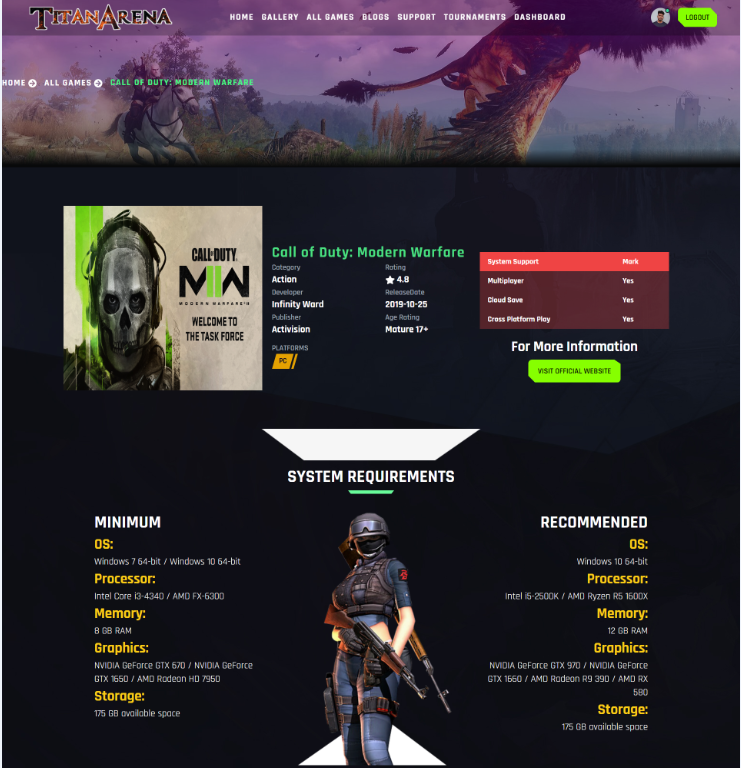 TITANARENA
HOME GALLERY ALL GAMES BLOGS SUPPORT TOURNAMENTS DASHBOARD
LOGOUT
HOME ALL GAMES CALL OF DUTY: MODERN WARFARE
CALL OF DUTY
MWII
MODERN WARFARE II
WELCOME TO
THE TASK FORCE
Call of Duty: Modern Warfare
Category Rating
Action 4.8
Developer ReleaseDate
Infinity Ward 2019-10-25
Publisher Age Rating
Activision Mature 17+
PLATFORMS
PC
System Support Mark
Multiplayer Yes
Cloud Save Yes
Cross Platform Play Yes
For More Information
VISIT OFFICIAL WEBSITE
SYSTEM REQUIREMENTS
MINIMUM
OS:
Windows 7 64-bit / Windows 10 64-bit
Processor:
Intel Core i3-4340 / AMD FX-6300
Memory:
8 GB RAM
Graphics:
NVIDIA GeForce GTX 670 / NVIDIA GeForce
GTX 1650 / AMD Radeon HD 7950
Storage:
175 GB available space
RECOMMENDED
OS:
Windows 10 64-bit
Processor:
Intel i5-2500K / AMD Ryzen R5 1600X
Memory:
12 GB RAM
Graphics:
NVIDIA GeForce GTX 970 / NVIDIA GeForce
GTX 1660 / AMD Radeon R9 390 / AMD RX
580
Storage:
175 GB available space